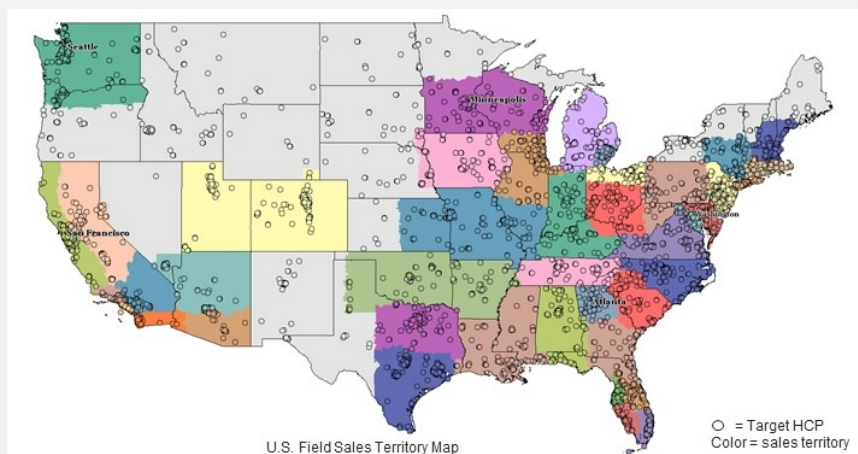 Seattle
Minneapolis
San Francisco
Washington
Atlanta
U.S. Field Sales Territory Map
O = Target HCP
Color = sales territory